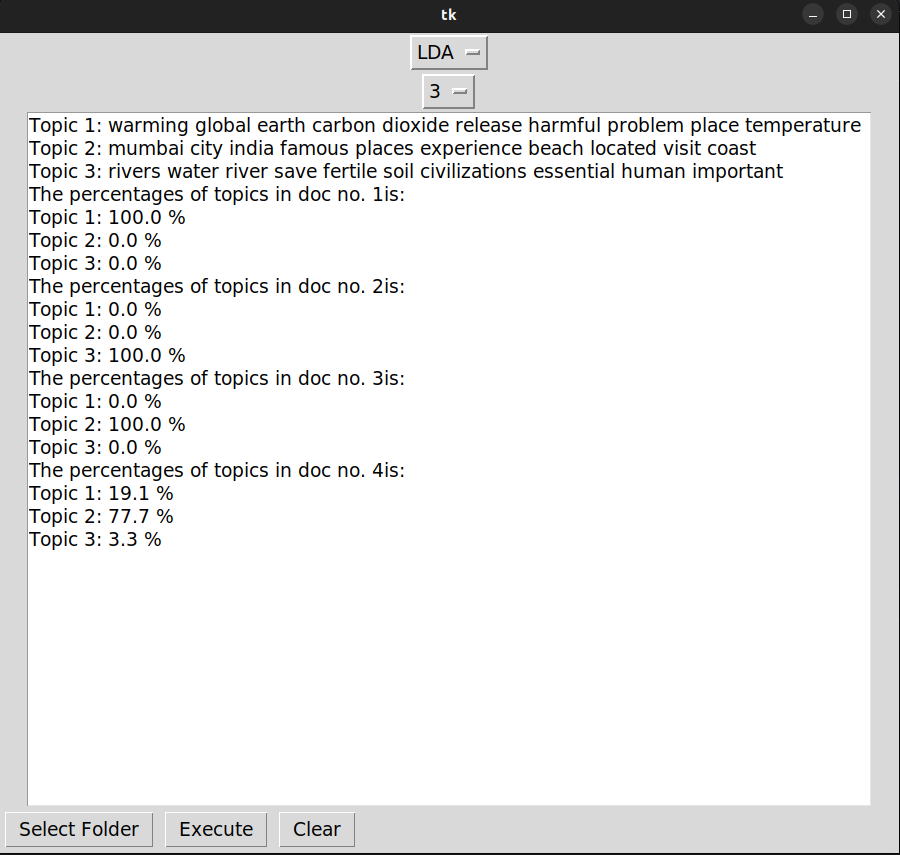 tk
LDA
3
Topic 1: warming global earth carbon dioxide release harmful problem place temperature
Topic 2: mumbai city india famous places experience beach located visit coast
Topic 3: rivers water river save fertile soil civilizations essential human important
The percentages of topics in doc no. 1is:
Topic 1: 100.0 %
Topic 2: 0.0 %
Topic 3: 0.0 %
The percentages of topics in doc no. 2is:
Topic 1: 0.0 %
Topic 2: 0.0 %
Topic 3: 100.0 %
The percentages of topics in doc no. 3is:
Topic 1: 0.0 %
Topic 2: 100.0 %
Topic 3: 0.0 %
The percentages of topics in doc no. 4is:
Topic 1: 19.1 %
Topic 2: 77.7 %
Topic 3: 3.3 %
Select Folder Execute Clear